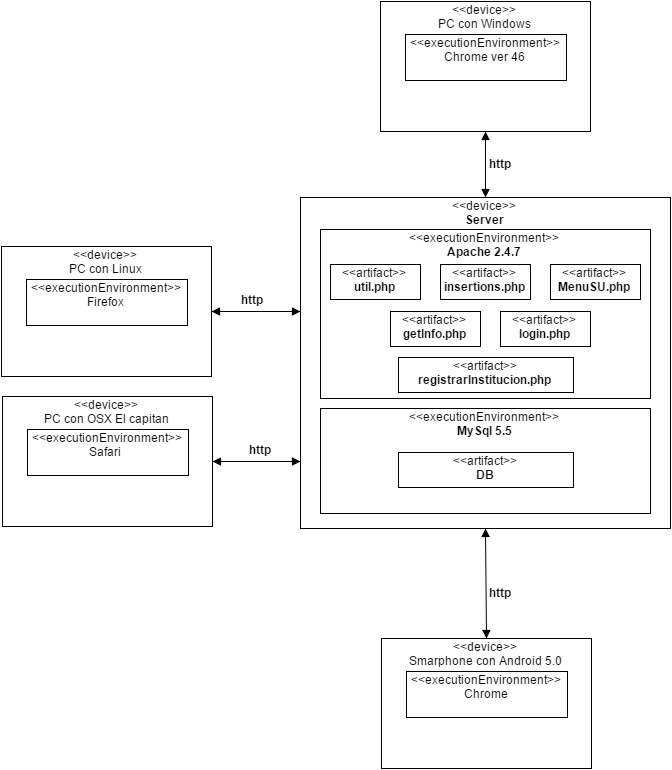 <<device>>
PC con Windows
<<executionEnvironment>>
Chrome ver 46
http
<<device>>
Server
<<executionEnvironment>>
Apache 2.4.7
<<artifact>>
util.php
<<artifact>>
insertions.php
<<artifact>>
MenuSU.php
<<artifact>>
getInfo.php
<<artifact>>
login.php
<<artifact>>
registrarInstitucion.php
<<executionEnvironment>>
MySql 5.5
<<artifact>>
DB
<<device>>
PC con Linux
<<executionEnvironment>>
Firefox
http
<<device>>
PC con OSX El capitan
<<executionEnvironment>>
Safari
http
http
<<device>>
Smarphone con Android 5.0
<<executionEnvironment>>
Chrome